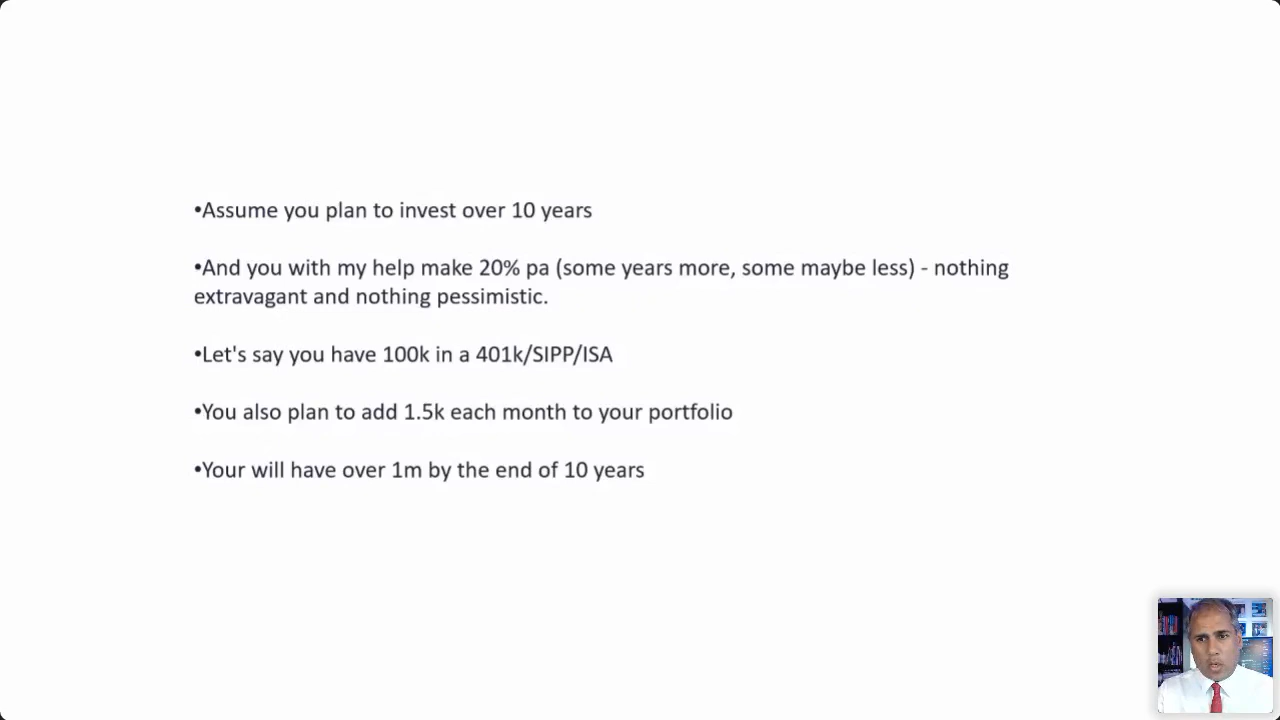 •Assume you plan to invest over 10 years
•And you with my help make 20% pa (some years more, some maybe less) - nothing
extravagant and nothing pessimistic.
•Let's say you have 100k in a 401k/SIPP/ISA
•You also plan to add 1.5k each month to your portfolio
•Your will have over 1m by the end of 10 years